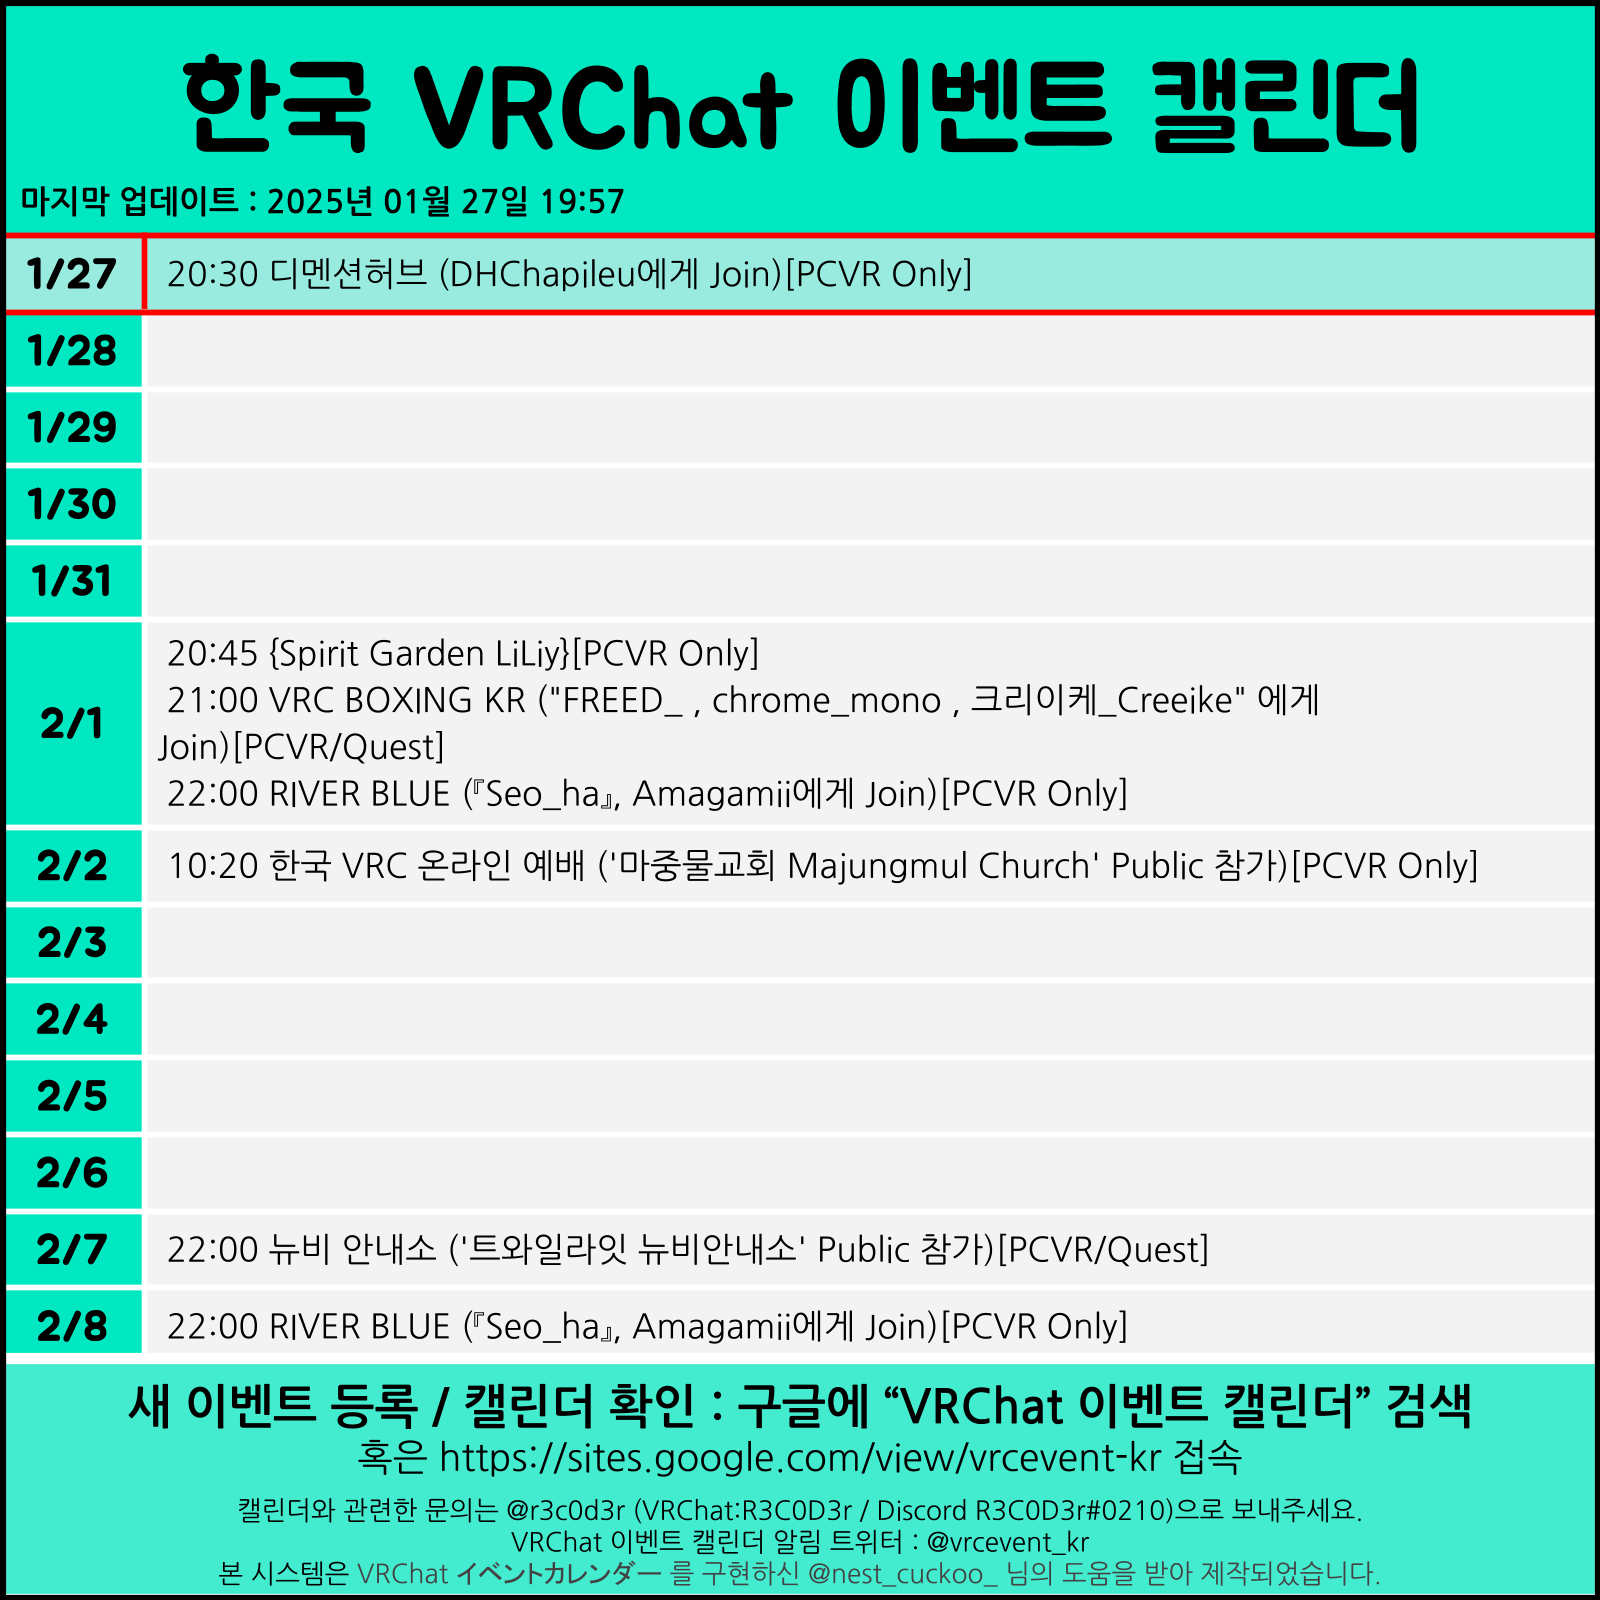 한국 VRChat 이벤트 캘린더
마지막 업데이트 : 2025년 01월 27일 19:57
1/27 20:30 디멘션허브 (DHChapileu에게 Join)[PCVR Only]
1/28
1/29
1/30
1/31
2/1
20:45 {Spirit Garden LiLiy}[PCVR Only]
21:00 VRC BOXING KR ("FREED_ , chrome_mono , 크리이케_Creeike" 에게
Join)[PCVR/Quest]
22:00 RIVER BLUE (『Seo_ha』, Amagamii에게 Join)[PCVR Only]
2/2 10:20 한국 VRC 온라인 예배 ('마중물교회 Majungmul Church' Public 참가)[PCVR Only]
2/3
2/4
2/5
2/6
2/7 22:00 뉴비 안내소 ('트와일라잇 뉴비안내소' Public 참가)[PCVR/Quest]
2/8 22:00 RIVER BLUE (『Seo_ha』, Amagamii에게 Join)[PCVR Only]
새 이벤트 등록 / 캘린더 확인 : 구글에 “VRChat 이벤트 캘린더” 검색
혹은 https://sites.google.com/view/vrcevent-kr 접속
캘린더와 관련한 문의는 @r3c0d3r (VRChat:R3C0D3r / Discord R3C0D3r#0210)으로 보내주세요.
VRChat 이벤트 캘린더 알림 트위터 : @vrcevent_kr
본 시스템은 VRChat イベントカレンダー 를 구현하신 @nest_cuckoo_ 님의 도움을 받아 제작되었습니다.